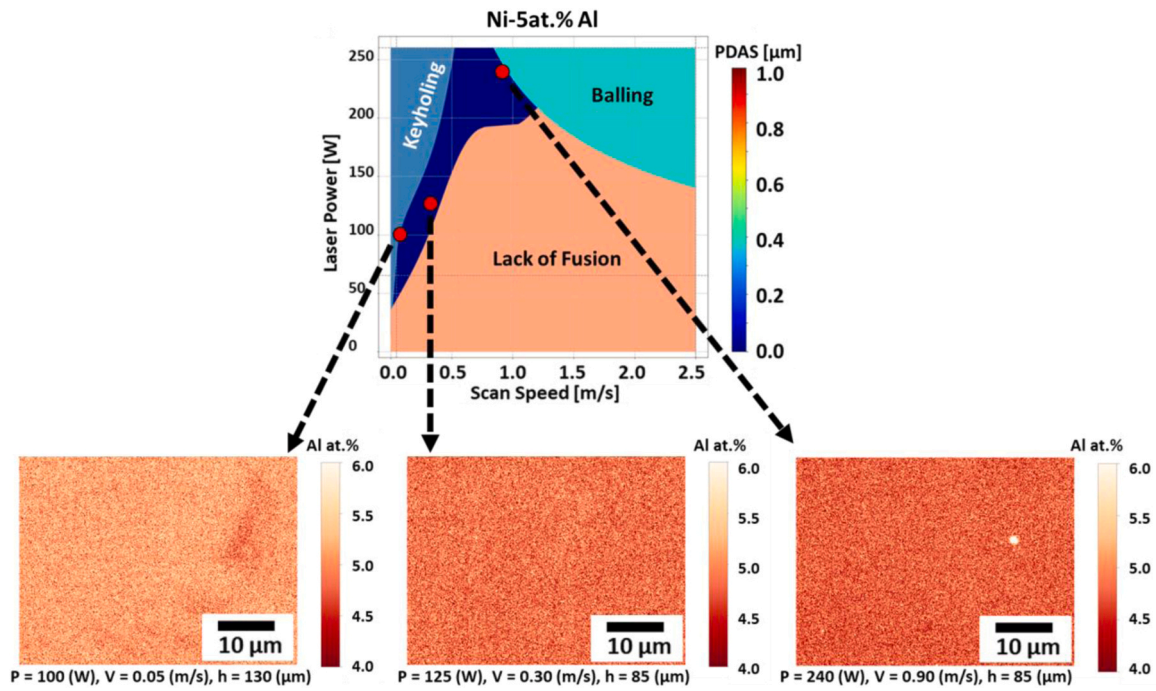 Ni-5at.% Al
PDAS [µm]
Laser Power [W]
250
200
150
100
50
0
Keyholing
Balling
Lack of Fusion
1.0
0.8
0.6
0.4
0.2
0.0
0.0 0.5 1.0 1.5 2.0 2.5
Scan Speed [m/s]
Al at.%
6.0
5.5
5.0
4.5
4.0
10 µm
P = 100 (W), V = 0.05 (m/s), h = 130 (µm)
Al at.%
6.0
5.5
5.0
4.5
4.0
10 µm
P = 125 (W), V = 0.30 (m/s), h = 85 (µm)
Al at.%
6.0
5.5
5.0
4.5
4.0
10 µm
P = 240 (W), V = 0.90 (m/s), h = 85 (µm)